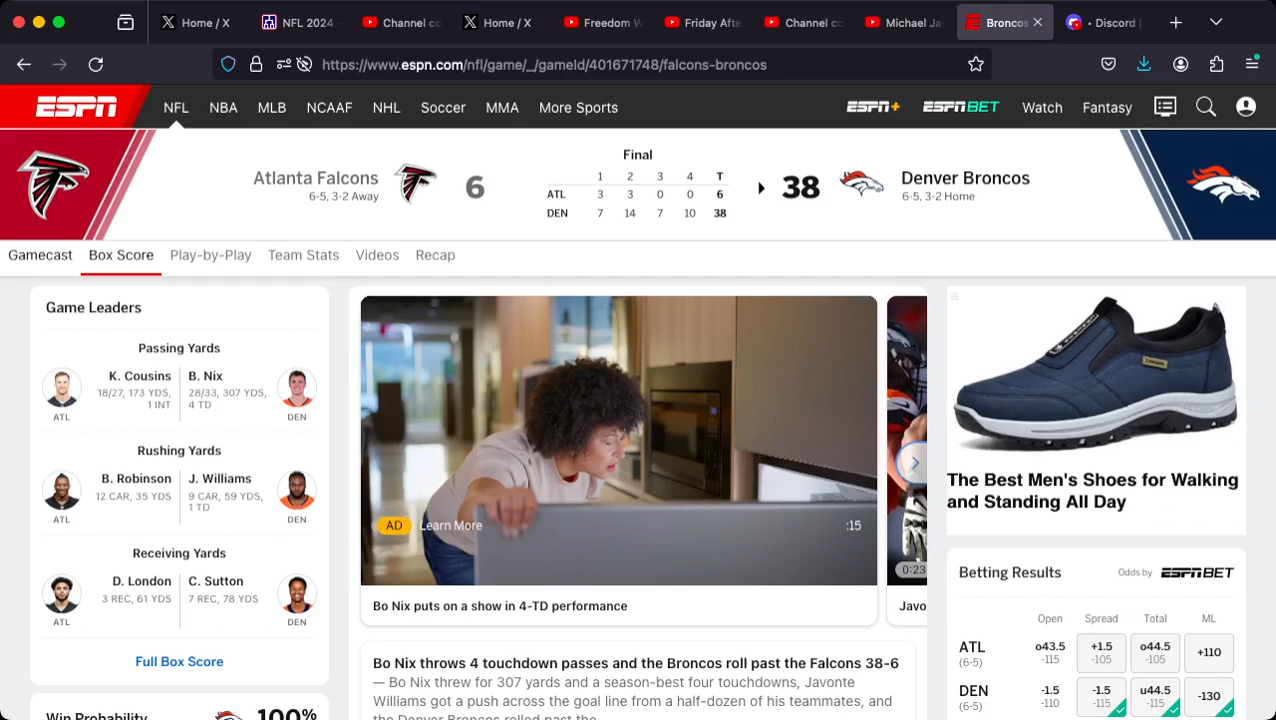 Home / X
NFL 2024 -
Channel co
Home / X
Freedom W
Friday Afte
Channel co
Michael Ja
Broncos
• Discord |
https://www.espn.com/nfl/game/_/gameId/401671748/falcons-broncos
ESPN NFL NBA MLB NCAAF NHL Soccer MMA More Sports ESPN+ ESPN BET Watch Fantasy
Final
Atlanta Falcons
6-5, 3-2 Away
6
1 2 3 4 T
ATL 3 3 0 0 6
DEN 7 14 7 10 38
38
Denver Broncos
6-5, 3-2 Home
Gamecast Box Score Play-by-Play Team Stats Videos Recap
Game Leaders
Passing Yards
K. Cousins
18/27, 173 YDS,
1 INT
ATL
B. Nix
28/33, 307 YDS,
4 TD
DEN
Rushing Yards
B. Robinson
12 CAR, 35 YDS
ATL
J. Williams
9 CAR, 59 YDS,
1 TD
DEN
Receiving Yards
D. London
3 REC, 61 YDS
ATL
C. Sutton
7 REC, 78 YDS
DEN
Full Box Score
Win Probability
100%
AD Learn More :15
Bo Nix puts on a show in 4-TD performance
0:23
Javo
Bo Nix throws 4 touchdown passes and the Broncos roll past the Falcons 38-6
— Bo Nix threw for 307 yards and a season-best four touchdowns, Javonte
Williams got a push across the goal line from a half-dozen of his teammates, and
the Denver Broncos rolled past the
The Best Men's Shoes for Walking
and Standing All Day
Betting Results Odds by ESPN BET
Open Spread Total ML
ATL
(6-5)
o43.5
-115
+1.5
-105
o44.5
-105
+110
DEN
(6-5)
-1.5
-110
-1.5
-115
u44.5
-115
-130